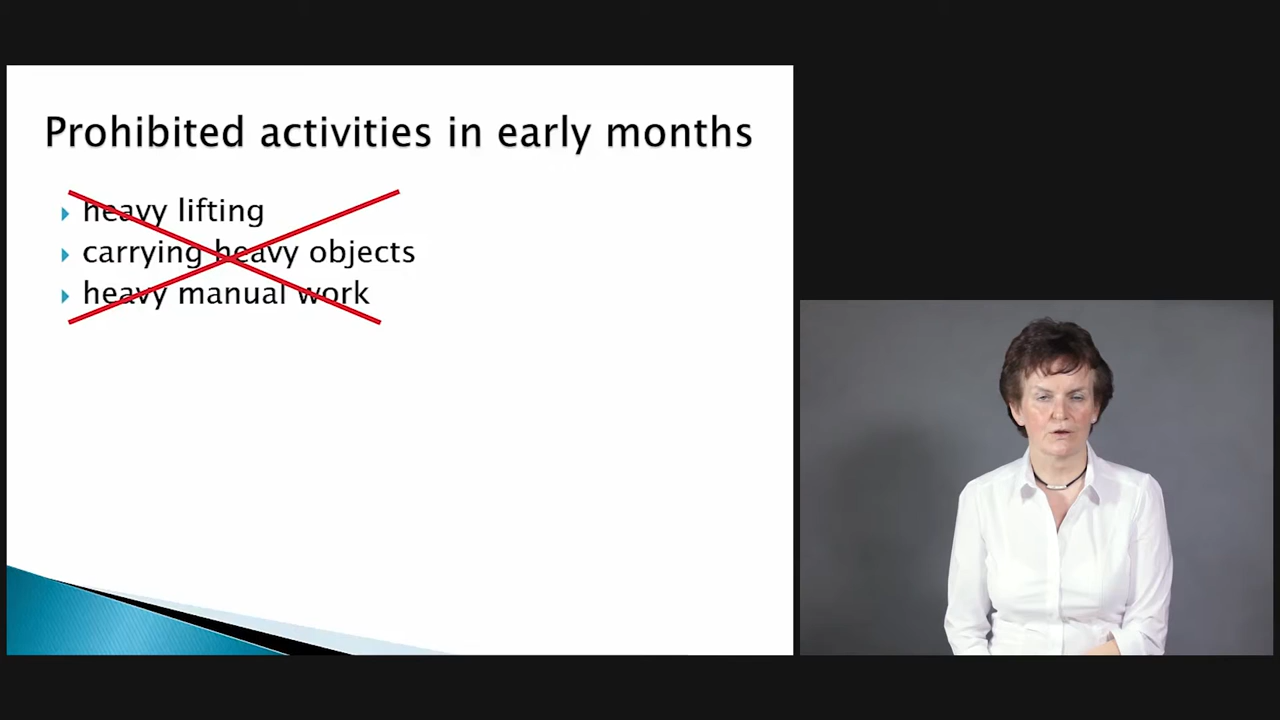 Prohibited activities in early months
heavy lifting
carrying heavy objects
heavy manual work